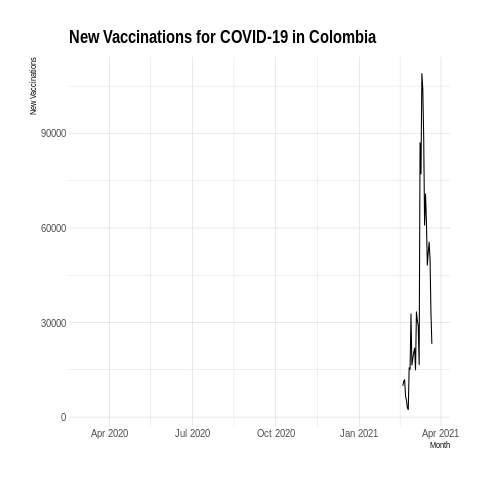 New Vaccinations for COVID-19 in Colombia
New Vaccinations
90000
60000
30000
0
Apr 2020
Jul 2020
Oct 2020
Jan 2021
Apr 2021
Month